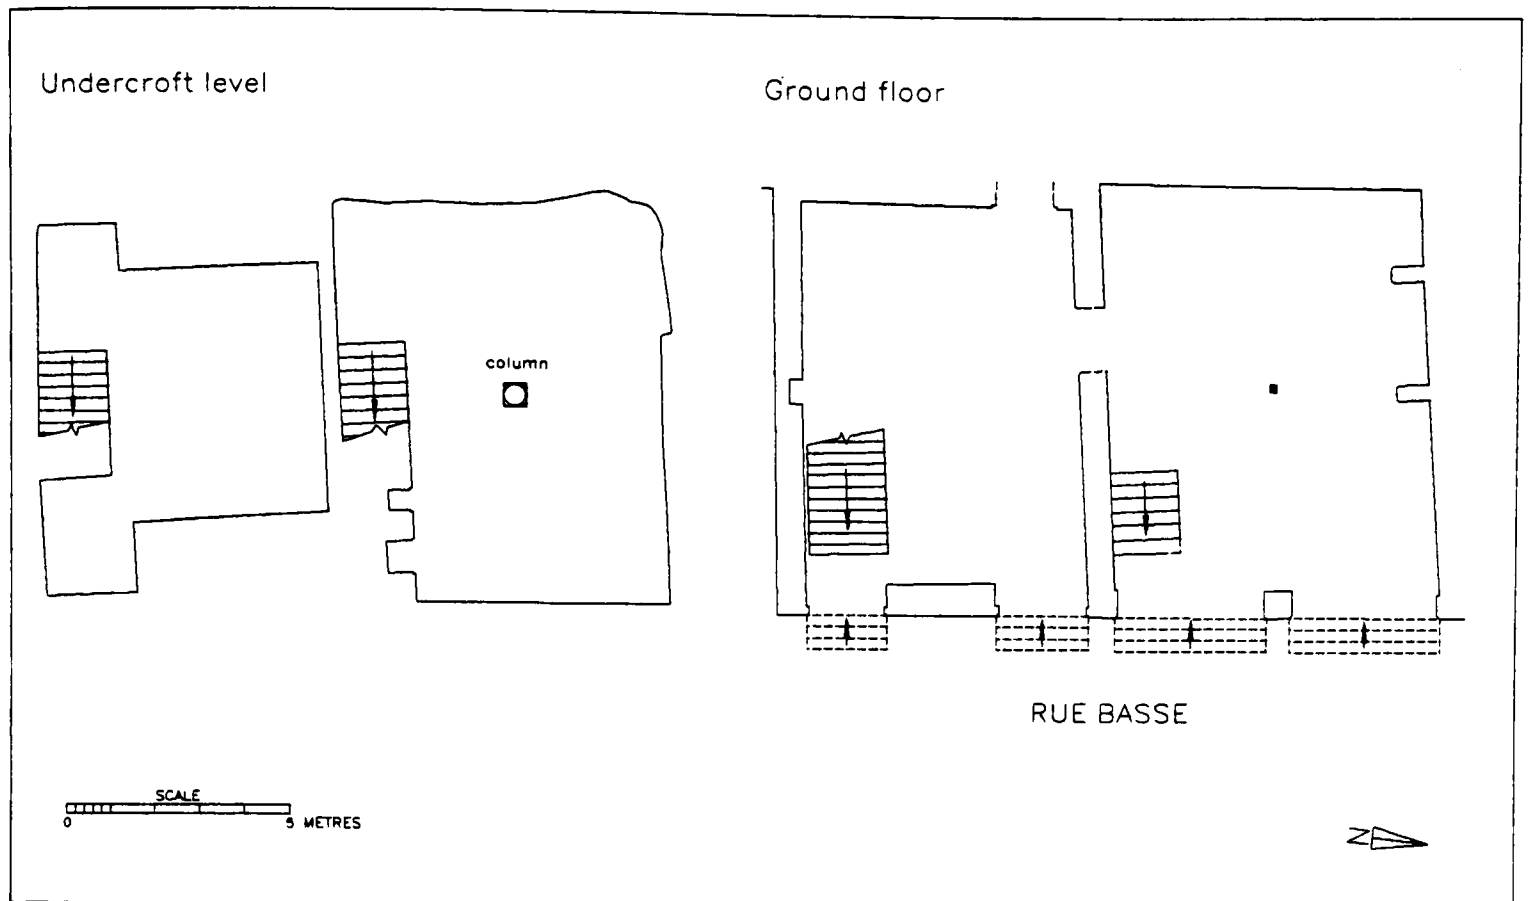 Undercroft level
Ground floor
column
RUE BASSE
SCALE
0 5 METRES
N